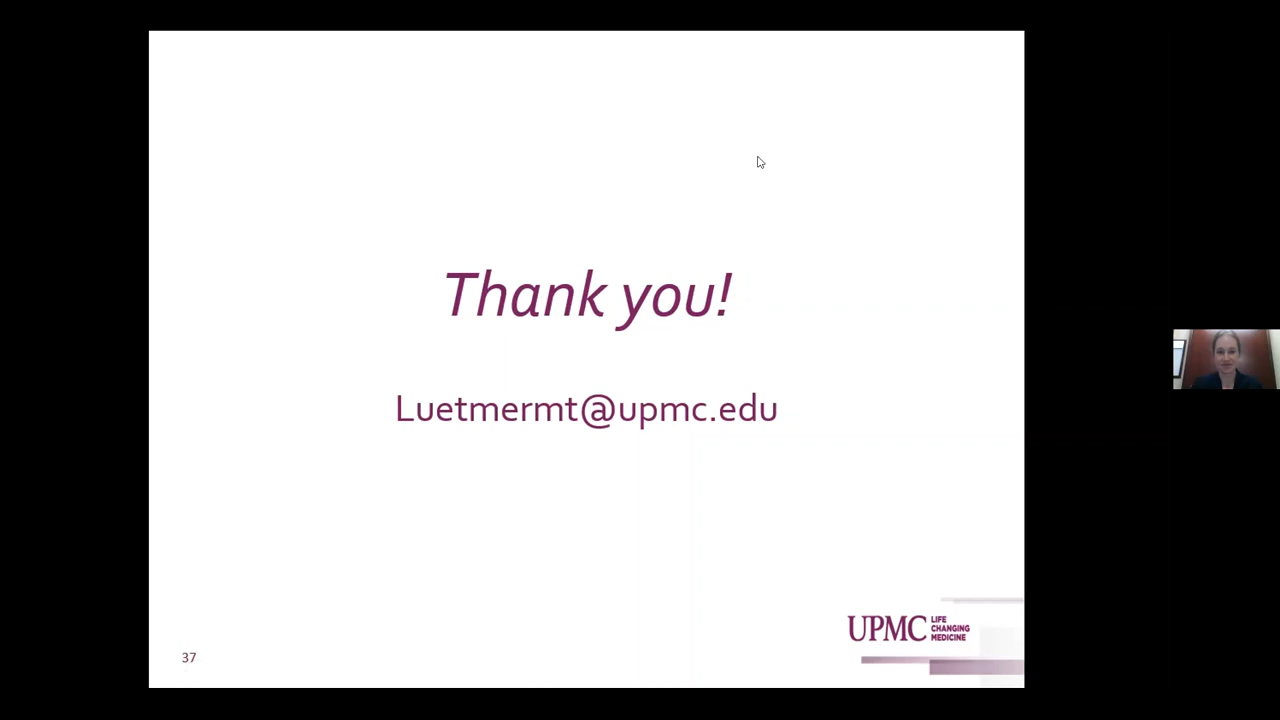 Thank you!
Luetmermt@upmc.edu
UPMC LIFE
CHANGING
MEDICINE
37